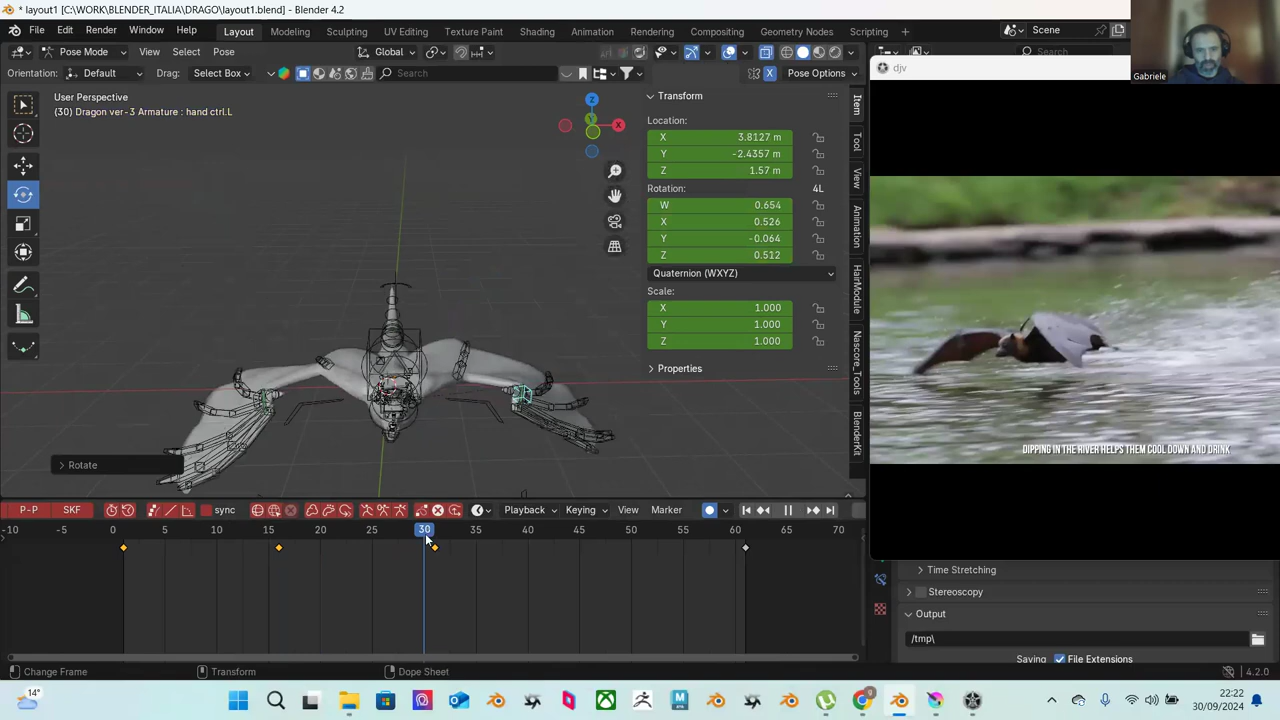 * layout1 [C:\WORK\BLENDER_ITALIA\DRAGO\layout1.blend] - Blender 4.2
File Edit Render Window Help Layout Modeling Sculpting UV Editing Texture Paint Shading Animation Rendering Compositing Geometry Nodes Scripting + Scene
Pose Mode View Select Pose Global
Orientation: Default Drag: Select Box Search X Pose Options
djv
Gabriele
User Perspective
(30) Dragon ver-3 Armature : hand ctrl.L
Z
X
Y
Transform
Location:
X 3.8127 m
Y -2.4357 m
Z 1.57 m
Rotation: 4L
W 0.654
X 0.526
Y -0.064
Z 0.512
Quaternion (WXYZ)
Scale:
X 1.000
Y 1.000
Z 1.000
Properties
Item
Tool
View
Animation
HairModule
Nascore_Tools
BlenderKit
DIPPING IN THE RIVER HELPS THEM COOL DOWN AND DRINK
Rotate
P-P SKF sync Playback Keying View Marker
-10 -5 0 5 10 15 20 25 30 35 40 45 50 55 60 65 70
Time Stretching
Stereoscopy
Output
/tmp\
Saving File Extensions
Change Frame Transform Dope Sheet 4.2.0
14°
22:22
30/09/2024